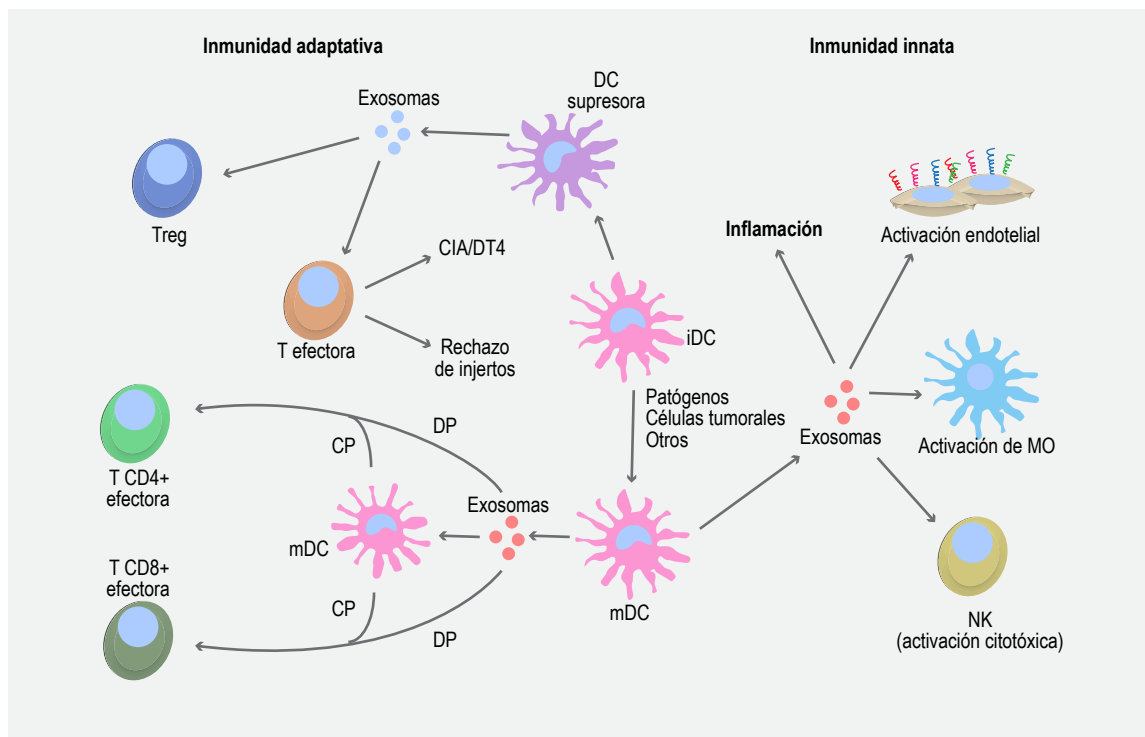 Inmunidad adaptativa
Inmunidad innata
DC
supresora
Exosomas
Treg
CIA/DT4
T efectora
Rechazo
de injertos
iDC
Inflamación
Activación endotelial
Patógenos
Células tumorales
Otros
Exosomas
Activación de MO
T CD4+
efectora
CP
DP
Exosomas
mDC
mDC
T CD8+
efectora
CP
DP
NK
(activación citotóxica)